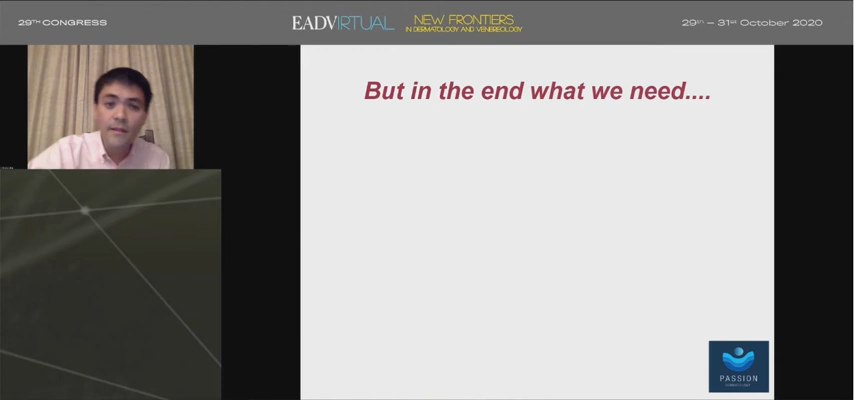 29TH CONGRESS
EADVIRTUAL
NEW FRONTIERS
IN DERMATOLOGY AND VENEREOLOGY
29th – 31st October 2020
But in the end what we need....
PASSION